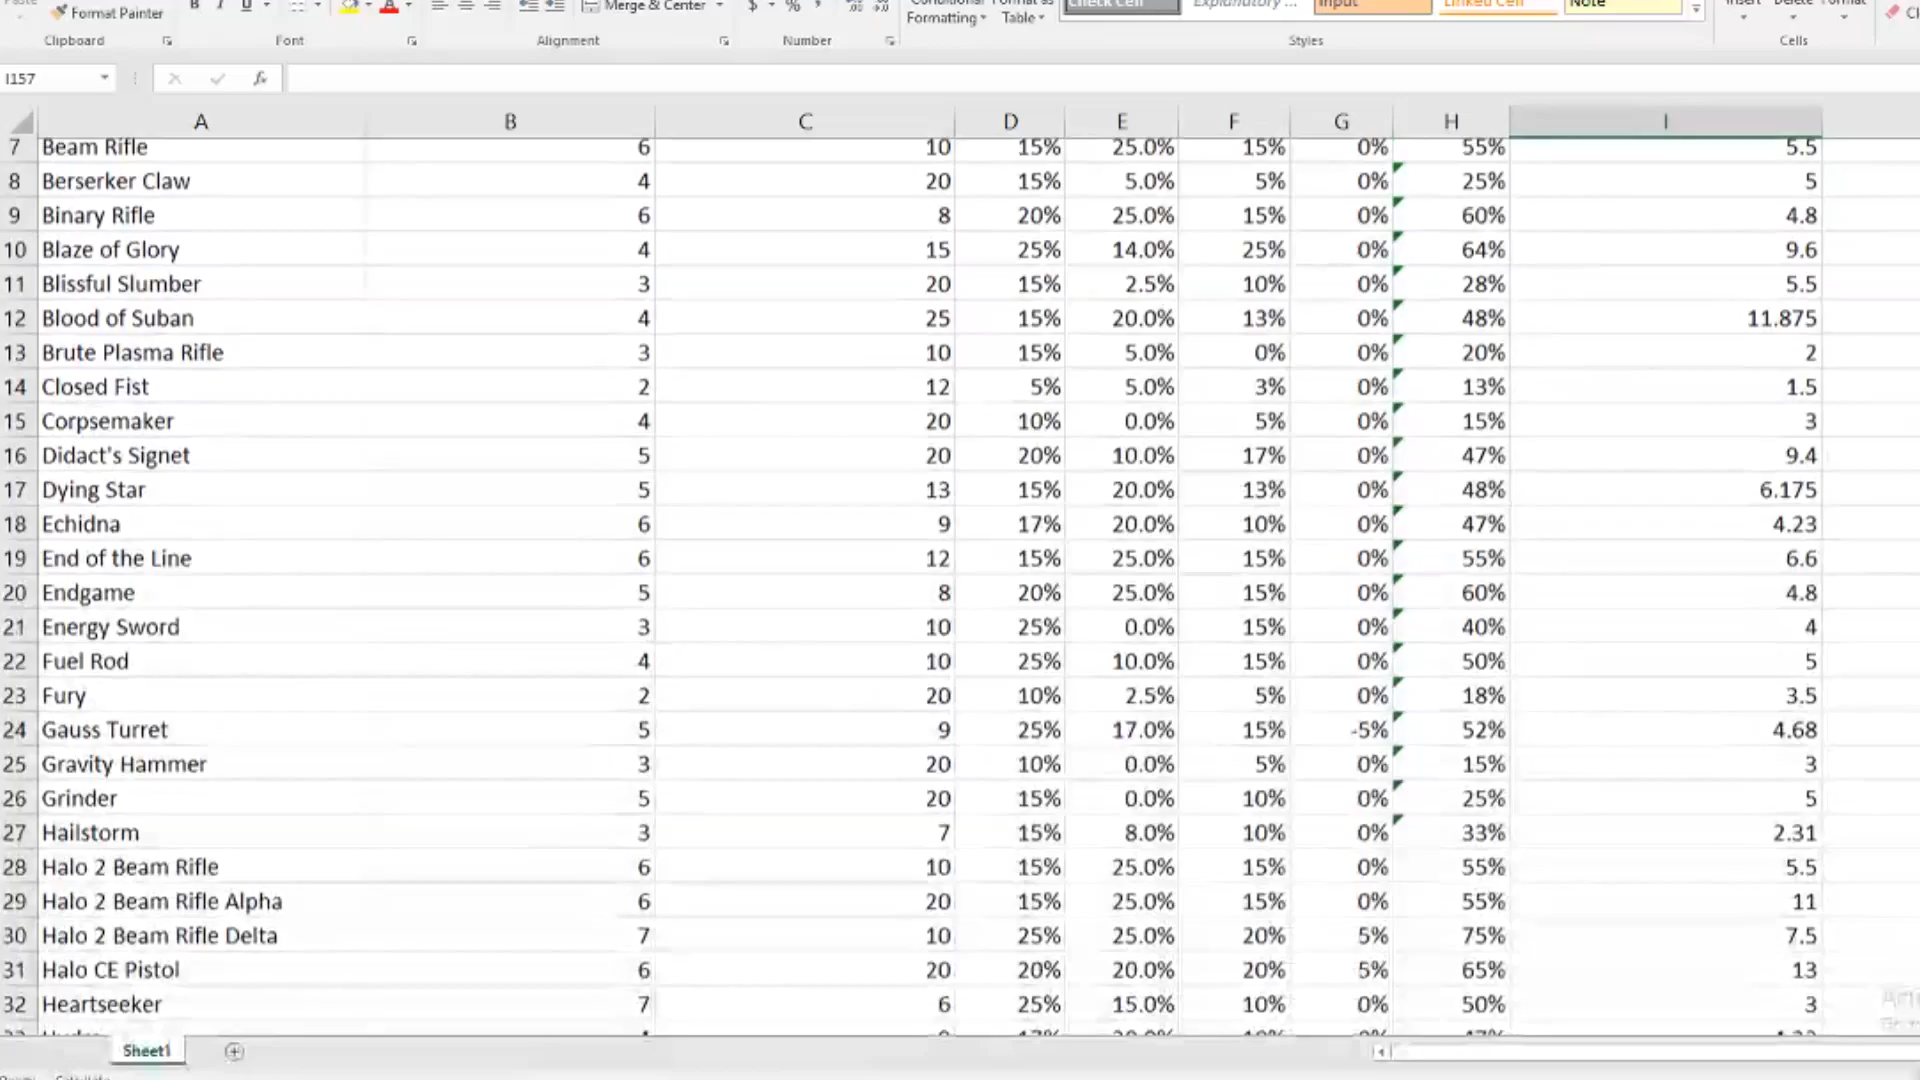 Format Painter B I U A Merge & Center $ % , Conditional Format as Check Cell Explanatory ... Input Linked Cell Note Insert Delete Format
Formatting Table
Clipboard Font Alignment Number Styles Cells
I157 fx
A B C D E F G H I
7 Beam Rifle 6 10 15% 25.0% 15% 0% 55% 5.5
8 Berserker Claw 4 20 15% 5.0% 5% 0% 25% 5
9 Binary Rifle 6 8 20% 25.0% 15% 0% 60% 4.8
10 Blaze of Glory 4 15 25% 14.0% 25% 0% 64% 9.6
11 Blissful Slumber 3 20 15% 2.5% 10% 0% 28% 5.5
12 Blood of Suban 4 25 15% 20.0% 13% 0% 48% 11.875
13 Brute Plasma Rifle 3 10 15% 5.0% 0% 0% 20% 2
14 Closed Fist 2 12 5% 5.0% 3% 0% 13% 1.5
15 Corpsemaker 4 20 10% 0.0% 5% 0% 15% 3
16 Didact's Signet 5 20 20% 10.0% 17% 0% 47% 9.4
17 Dying Star 5 13 15% 20.0% 13% 0% 48% 6.175
18 Echidna 6 9 17% 20.0% 10% 0% 47% 4.23
19 End of the Line 6 12 15% 25.0% 15% 0% 55% 6.6
20 Endgame 5 8 20% 25.0% 15% 0% 60% 4.8
21 Energy Sword 3 10 25% 0.0% 15% 0% 40% 4
22 Fuel Rod 4 10 25% 10.0% 15% 0% 50% 5
23 Fury 2 20 10% 2.5% 5% 0% 18% 3.5
24 Gauss Turret 5 9 25% 17.0% 15% -5% 52% 4.68
25 Gravity Hammer 3 20 10% 0.0% 5% 0% 15% 3
26 Grinder 5 20 15% 0.0% 10% 0% 25% 5
27 Hailstorm 3 7 15% 8.0% 10% 0% 33% 2.31
28 Halo 2 Beam Rifle 6 10 15% 25.0% 15% 0% 55% 5.5
29 Halo 2 Beam Rifle Alpha 6 20 15% 25.0% 15% 0% 55% 11
30 Halo 2 Beam Rifle Delta 7 10 25% 25.0% 20% 5% 75% 7.5
31 Halo CE Pistol 6 20 20% 20.0% 20% 5% 65% 13
32 Heartseeker 7 6 25% 15.0% 10% 0% 50% 3
Sheet1